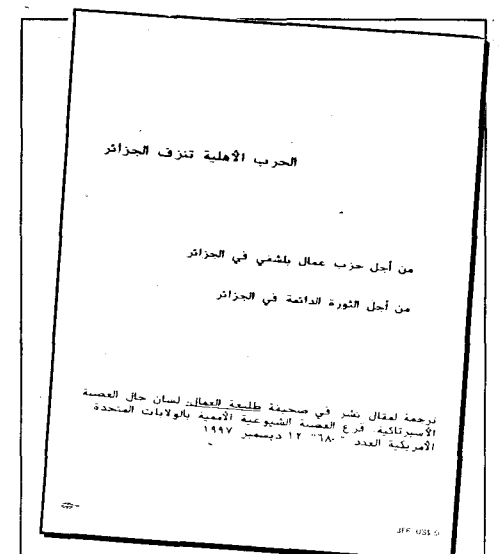 الحرب الأهلية تنزف الجزائر
من أجل حزب عمال بلشفي في الجزائر
من أجل الثورة الدائمة في الجزائر
ترجمة لمقال نشر في صحيفة طليعة العمال، لسان حال العصبة
الأسبرتاكية، فرع العصبة الشيوعية الأممية بالولايات المتحدة
الأمريكية العدد "٦٨٠" ١٢ ديسمبر ١٩٩٧